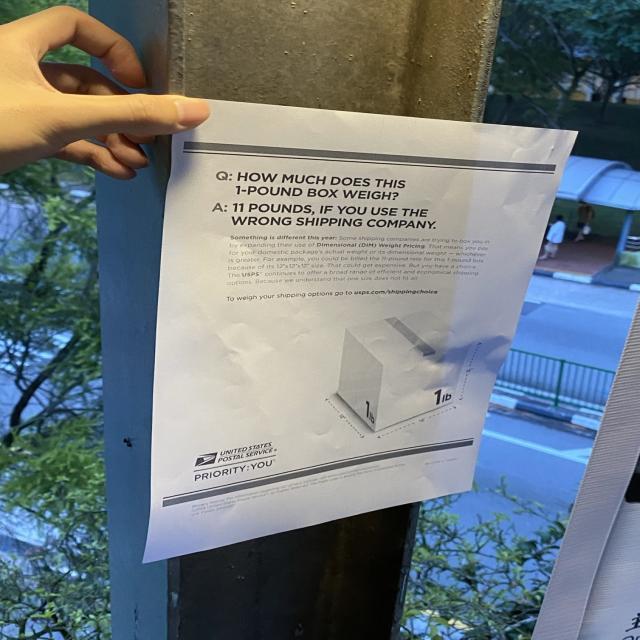 Q: HOW MUCH DOES THIS
1-POUND BOX WEIGH?
A: 11 POUNDS, IF YOU USE THE
WRONG SHIPPING COMPANY.
Something is different this year: Some shipping companies are trying to box you in
by expanding their use of Dimensional (DIM) Weight Pricing. That means you pay
for your domestic package's actual weight or its dimensional weight — whichever
is greater. For example, you could be billed the 11-pound rate for this 1-pound box
because of its 12"x12"x12" size. That could get expensive. But you have a choice.
The USPS® continues to offer a broad range of efficient and economical shipping
options. Because we understand that one size does not fit all.
To weigh your shipping options go to usps.com/shippingchoice
1lb
1lb
UNITED STATES
POSTAL SERVICE®
PRIORITY:YOU™